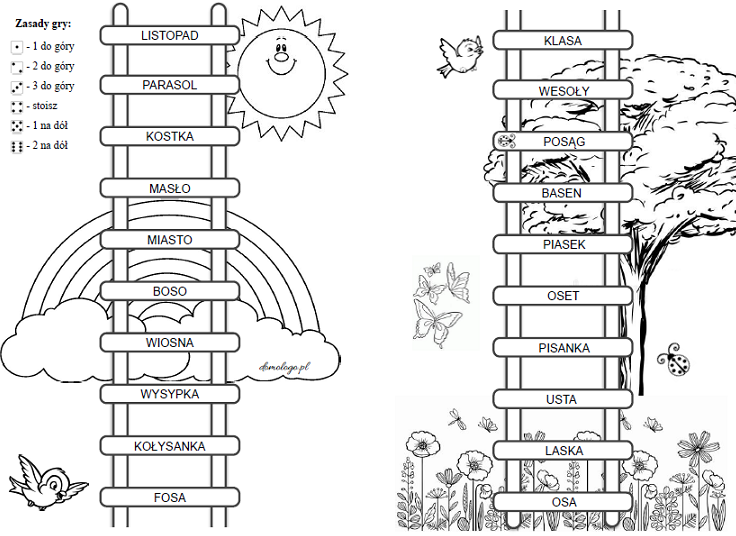 Zasady gry:
- 1 do góry
- 2 do góry
- 3 do góry
- stoisz
- 1 na dół
- 2 na dół
LISTOPAD
PARASOL
KOSTKA
MASŁO
MIASTO
BOSO
WIOSNA
domologo.pl
WYSYPKA
KOŁYSANKA
FOSA
KLASA
WESOŁY
POSĄG
BASEN
PIASEK
OSET
PISANKA
USTA
LASKA
OSA